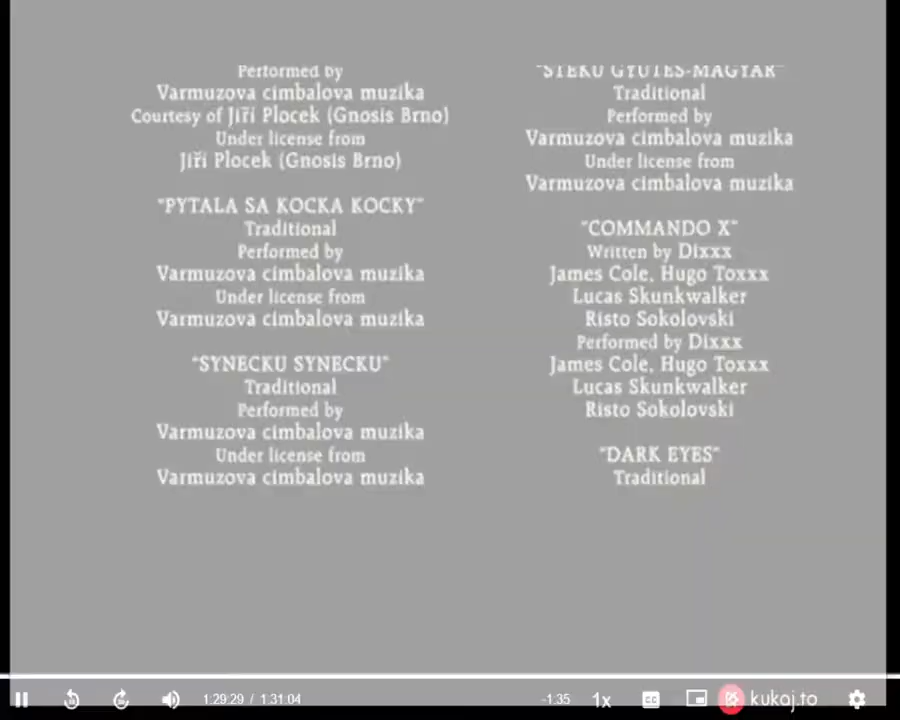 Performed by
Varmuzova cimbalova muzika
Courtesy of Jiří Plocek (Gnosis Brno)
Under license from
Jiří Plocek (Gnosis Brno)
"PYTALA SA KOCKA KOCKY"
Traditional
Performed by
Varmuzova cimbalova muzika
Under license from
Varmuzova cimbalova muzika
"SYNECKU SYNECKU"
Traditional
Performed by
Varmuzova cimbalova muzika
Under license from
Varmuzova cimbalova muzika
"STEKU GYUTES-MAGYAR"
Traditional
Performed by
Varmuzova cimbalova muzika
Under license from
Varmuzova cimbalova muzika
"COMMANDO X"
Written by Dixxx
James Cole, Hugo Toxxx
Lucas Skunkwalker
Risto Sokolovski
Performed by Dixxx
James Cole, Hugo Toxxx
Lucas Skunkwalker
Risto Sokolovski
"DARK EYES"
Traditional
1:29:29 / 1:31:04
-1:35
1x
kukaj.to